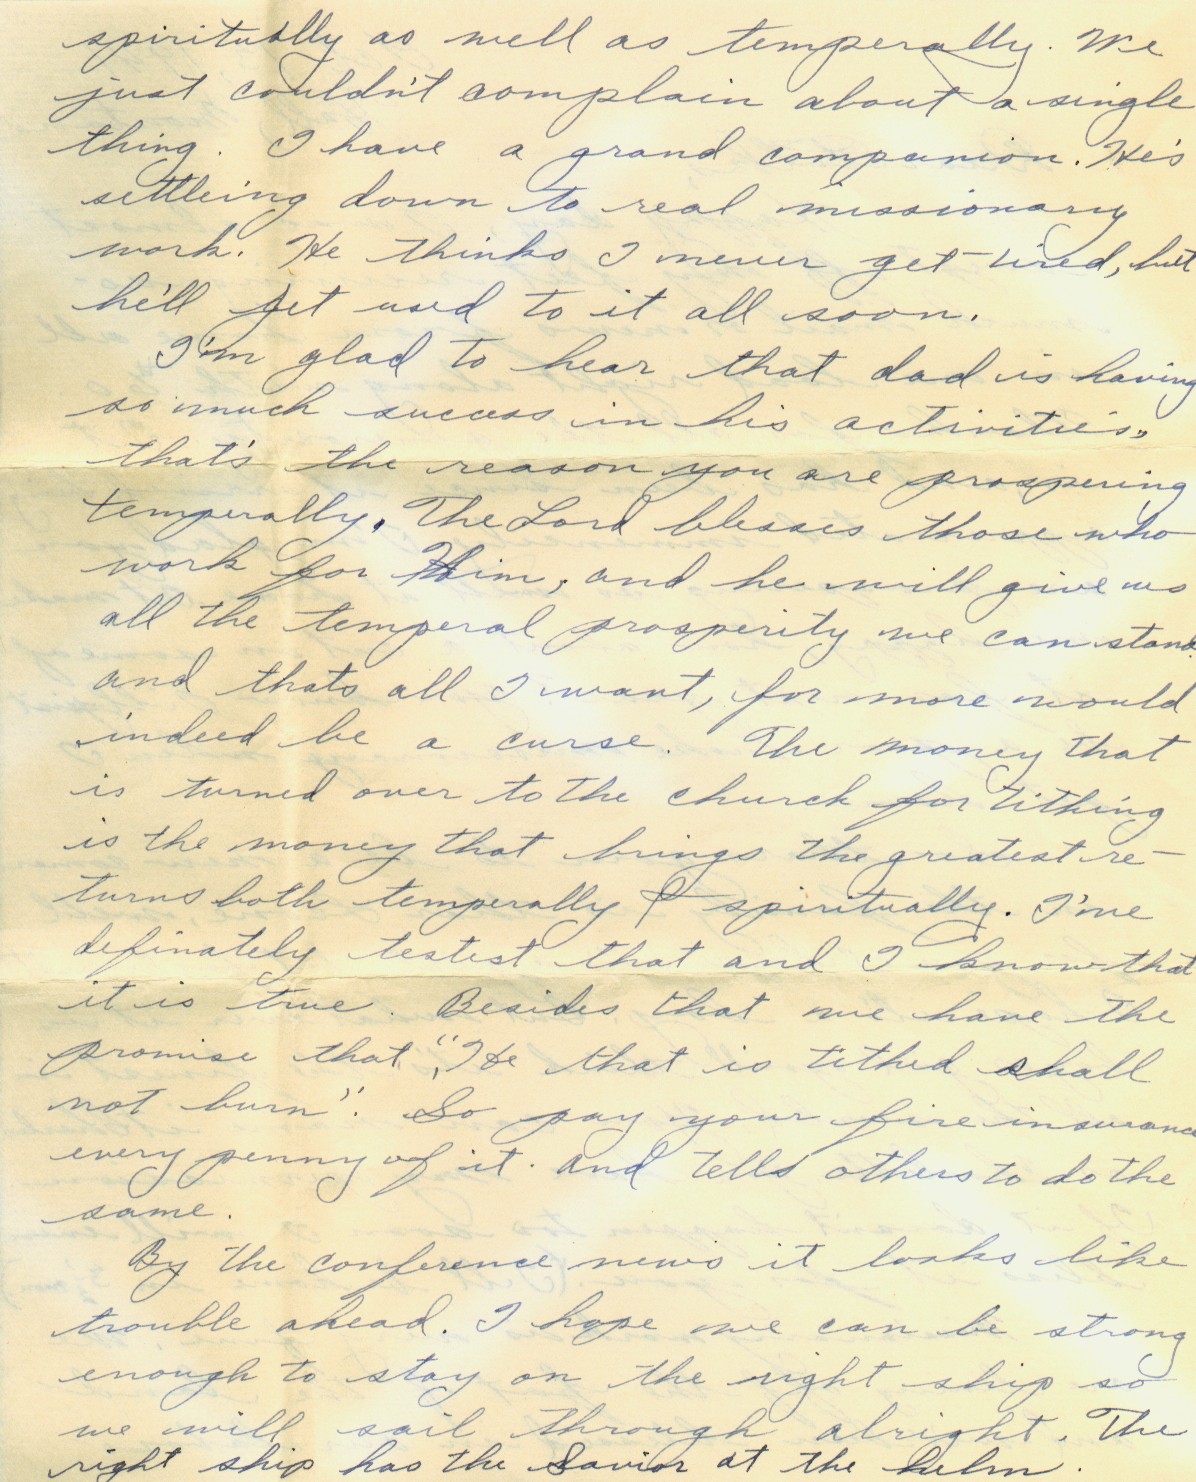 spiritually as well as temperally. We
just couldn't complain about a single
thing. I have a grand companion. He's
settleing down to real missionary
work. He thinks I never get tired, but
he'll get used to it all soon.
I'm glad to hear that dad is having
so much success in his activities,
that's the reason you are prospering
temperally. The Lord blesses those who
work for Him, and he will give us
all the temperal prosperity we can stand.
and thats all I want, for more would
indeed be a curse. The money that
is turned over to the church for tithing
is the money that brings the greatest re-
turns both temperally & spiritually. I've
definately testest that and I know that
it is true. Besides that we have the
promise that, "He that is tithed shall
not burn". So pay your fire insurance
every penny of it. and tells others to do the
same.
By the conference news it looks like
trouble ahead. I hope we can be strong
enough to stay on the right ship so
we will sail through alright. The
right ship has the Savior at the helm.